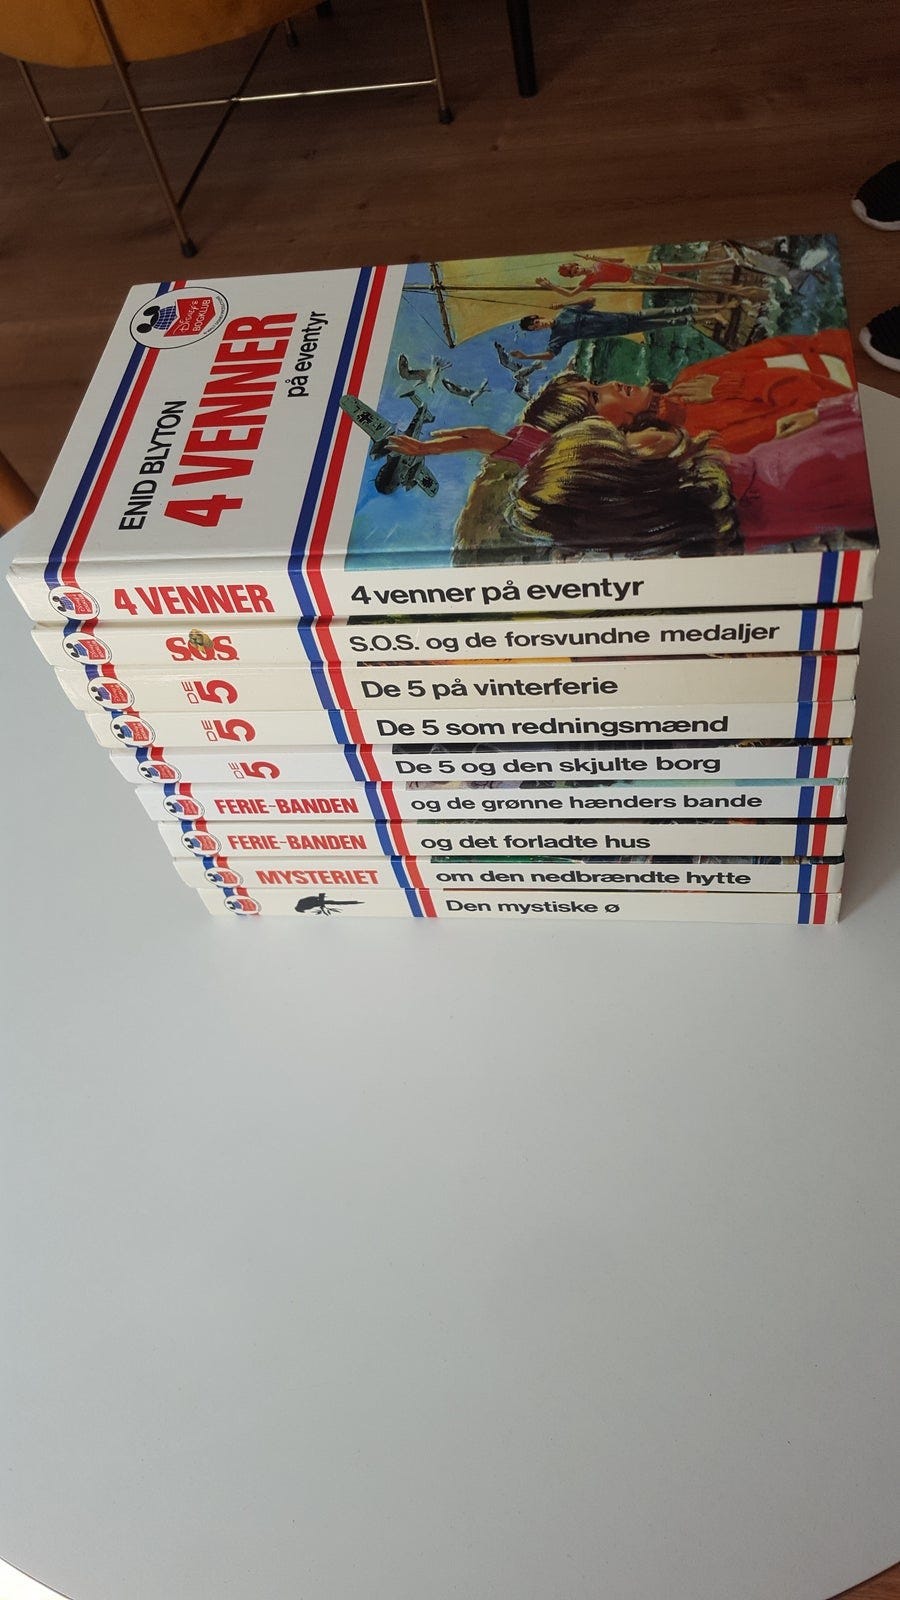 DISNEY'S
BOGKLUB
ENID BLYTON
4 VENNER
på eventyr
4 VENNER 4 venner på eventyr
S.O.S. S.O.S. og de forsvundne medaljer
DE 5 De 5 på vinterferie
DE 5 De 5 som redningsmænd
DE 5 De 5 og den skjulte borg
FERIE-BANDEN og de grønne hænders bande
FERIE-BANDEN og det forladte hus
MYSTERIET om den nedbrændte hytte
Den mystiske ø